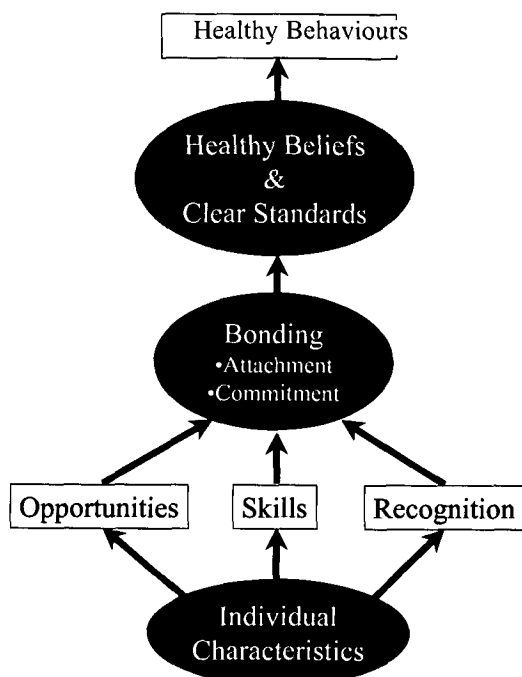 Healthy Behaviours
Healthy Beliefs
&
Clear Standards
Bonding
•Attachment
•Commitment
Opportunities
Skills
Recognition
Individual
Characteristics